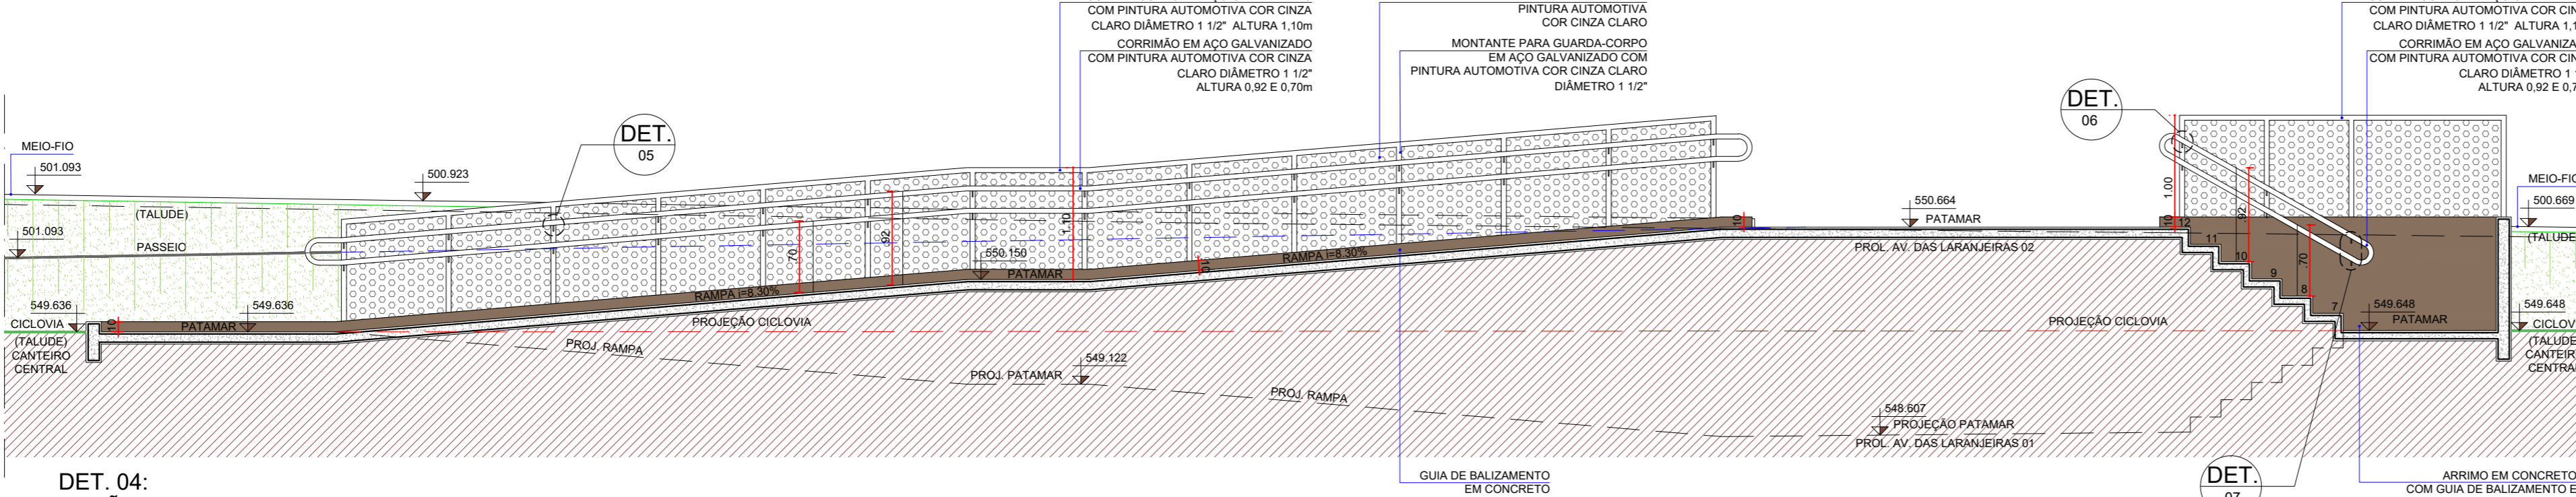 COM PINTURA AUTOMOTIVA COR CINZA
CLARO DIÂMETRO 1 1/2" ALTURA 1,10m
CORRIMÃO EM AÇO GALVANIZADO
COM PINTURA AUTOMOTIVA COR CINZA
CLARO DIÂMETRO 1 1/2"
ALTURA 0,92 E 0,70m
PINTURA AUTOMOTIVA
COR CINZA CLARO
MONTANTE PARA GUARDA-CORPO
EM AÇO GALVANIZADO COM
PINTURA AUTOMOTIVA COR CINZA CLARO
DIÂMETRO 1 1/2"
COM PINTURA AUTOMOTIVA COR CIN
CLARO DIÂMETRO 1 1/2" ALTURA 1,1
CORRIMÃO EM AÇO GALVANIZA
COM PINTURA AUTOMOTIVA COR CIN
CLARO DIÂMETRO 1
ALTURA 0,92 E 0,7
DET.
05
DET.
06
MEIO-FIO
501.093
500.923
(TALUDE)
501.093
PASSEIO
549.636
549.636
CICLOVIA
(TALUDE)
CANTEIRO
CENTRAL
10
PATAMAR
RAMPA i=8.30%
.70
.92
1,10
550.150
PATAMAR
10
RAMPA i=8.30%
10
550.664
PATAMAR
PROL. AV. DAS LARANJEIRAS 02
1.00
10
12
11
10
9
8
7
.92
.70
549.648
PATAMAR
MEIO-FIO
500.669
(TALUDE
549.648
CICLOV
(TALUDE
CANTEIR
CENTRAL
PROJEÇÃO CICLOVIA
PROJEÇÃO CICLOVIA
PROJ. RAMPA
549.122
PROJ. PATAMAR
PROJ. RAMPA
548.607
PROJEÇÃO PATAMAR
PROL. AV. DAS LARANJEIRAS 01
DET. 04:
GUIA DE BALIZAMENTO
EM CONCRETO
DET.
07
ARRIMO EM CONCRETO
COM GUIA DE BALIZAMENTO E